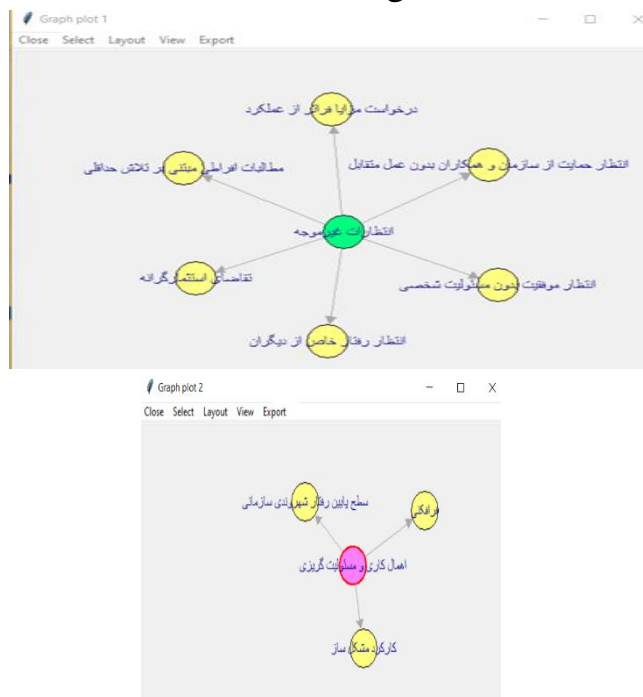 Graph plot 1
Close Select Layout View Export
درخواست مزایا فراتر از عملکرد
انتظار حمایت از سازمان و همکاران بدون عمل متقابل
مطالبات افراطی مبتنی بر تلاش حداقلی
انتظارات غیرموجه
تقاضای استثمارگرانه
انتظار موفقیت بدون مسئولیت شخصی
انتظار رفتار خاص از دیگران
Graph plot 2
Close Select Layout View Export
سطح پایین رفتار شهروندی سازمانی
فرافکنی
اهمال کاری و مسئولیت گریزی
کارکرد مشکل ساز